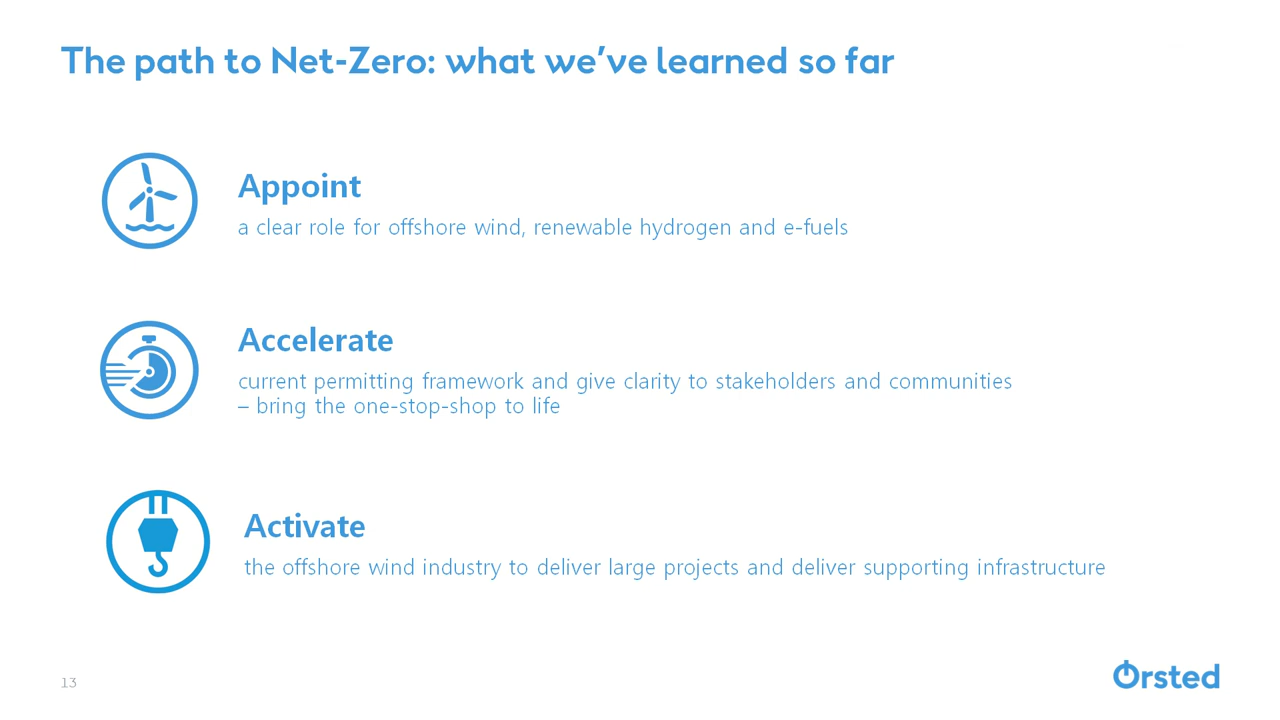 The path to Net-Zero: what we’ve learned so far
Appoint
a clear role for offshore wind, renewable hydrogen and e-fuels
Accelerate
current permitting framework and give clarity to stakeholders and communities
– bring the one-stop-shop to life
Activate
the offshore wind industry to deliver large projects and deliver supporting infrastructure
13
Ørsted